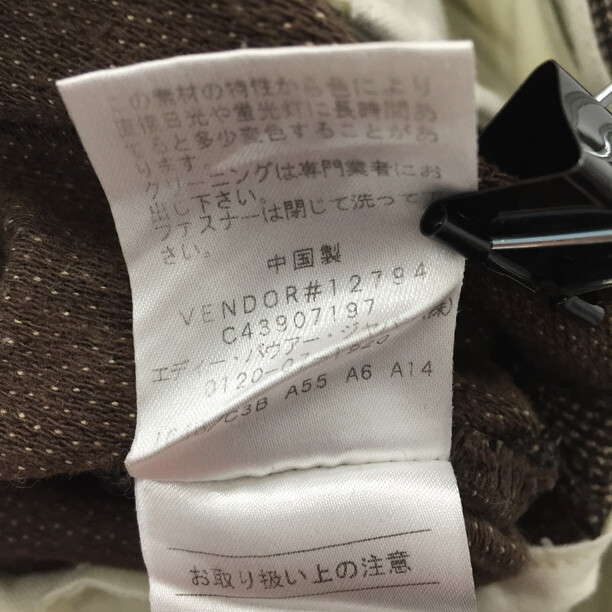 この素材の特性から色により
直接日光や蛍光灯に長時間あ
てると多少変色することがあ
ります。
クリーニングは専門業者にお
出し下さい。
ファスナーは閉じて洗って下
さい。
中国製
VENDOR#12794
C43907197
エディー・バウアー・ジャパン(株)
0120-07-1920
A55 A6 A14
お取り扱い上の注意